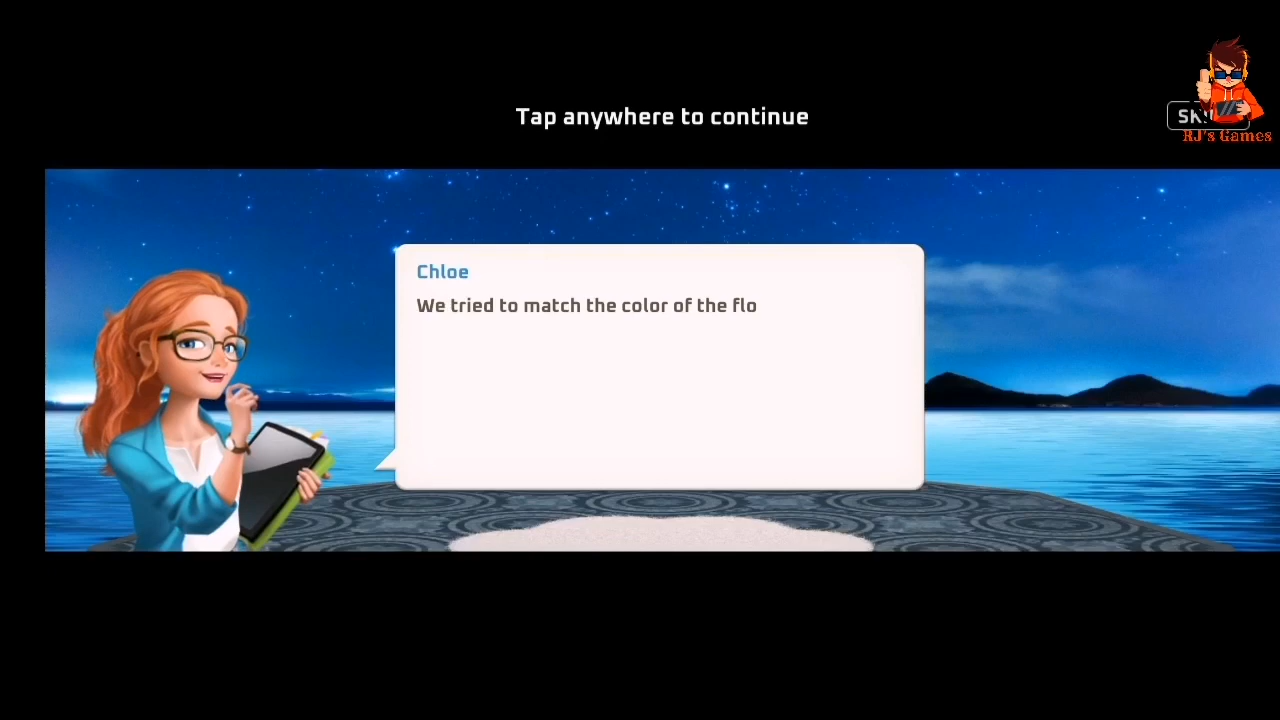 Tap anywhere to continue
RJ's Games
Chloe
We tried to match the color of the flo